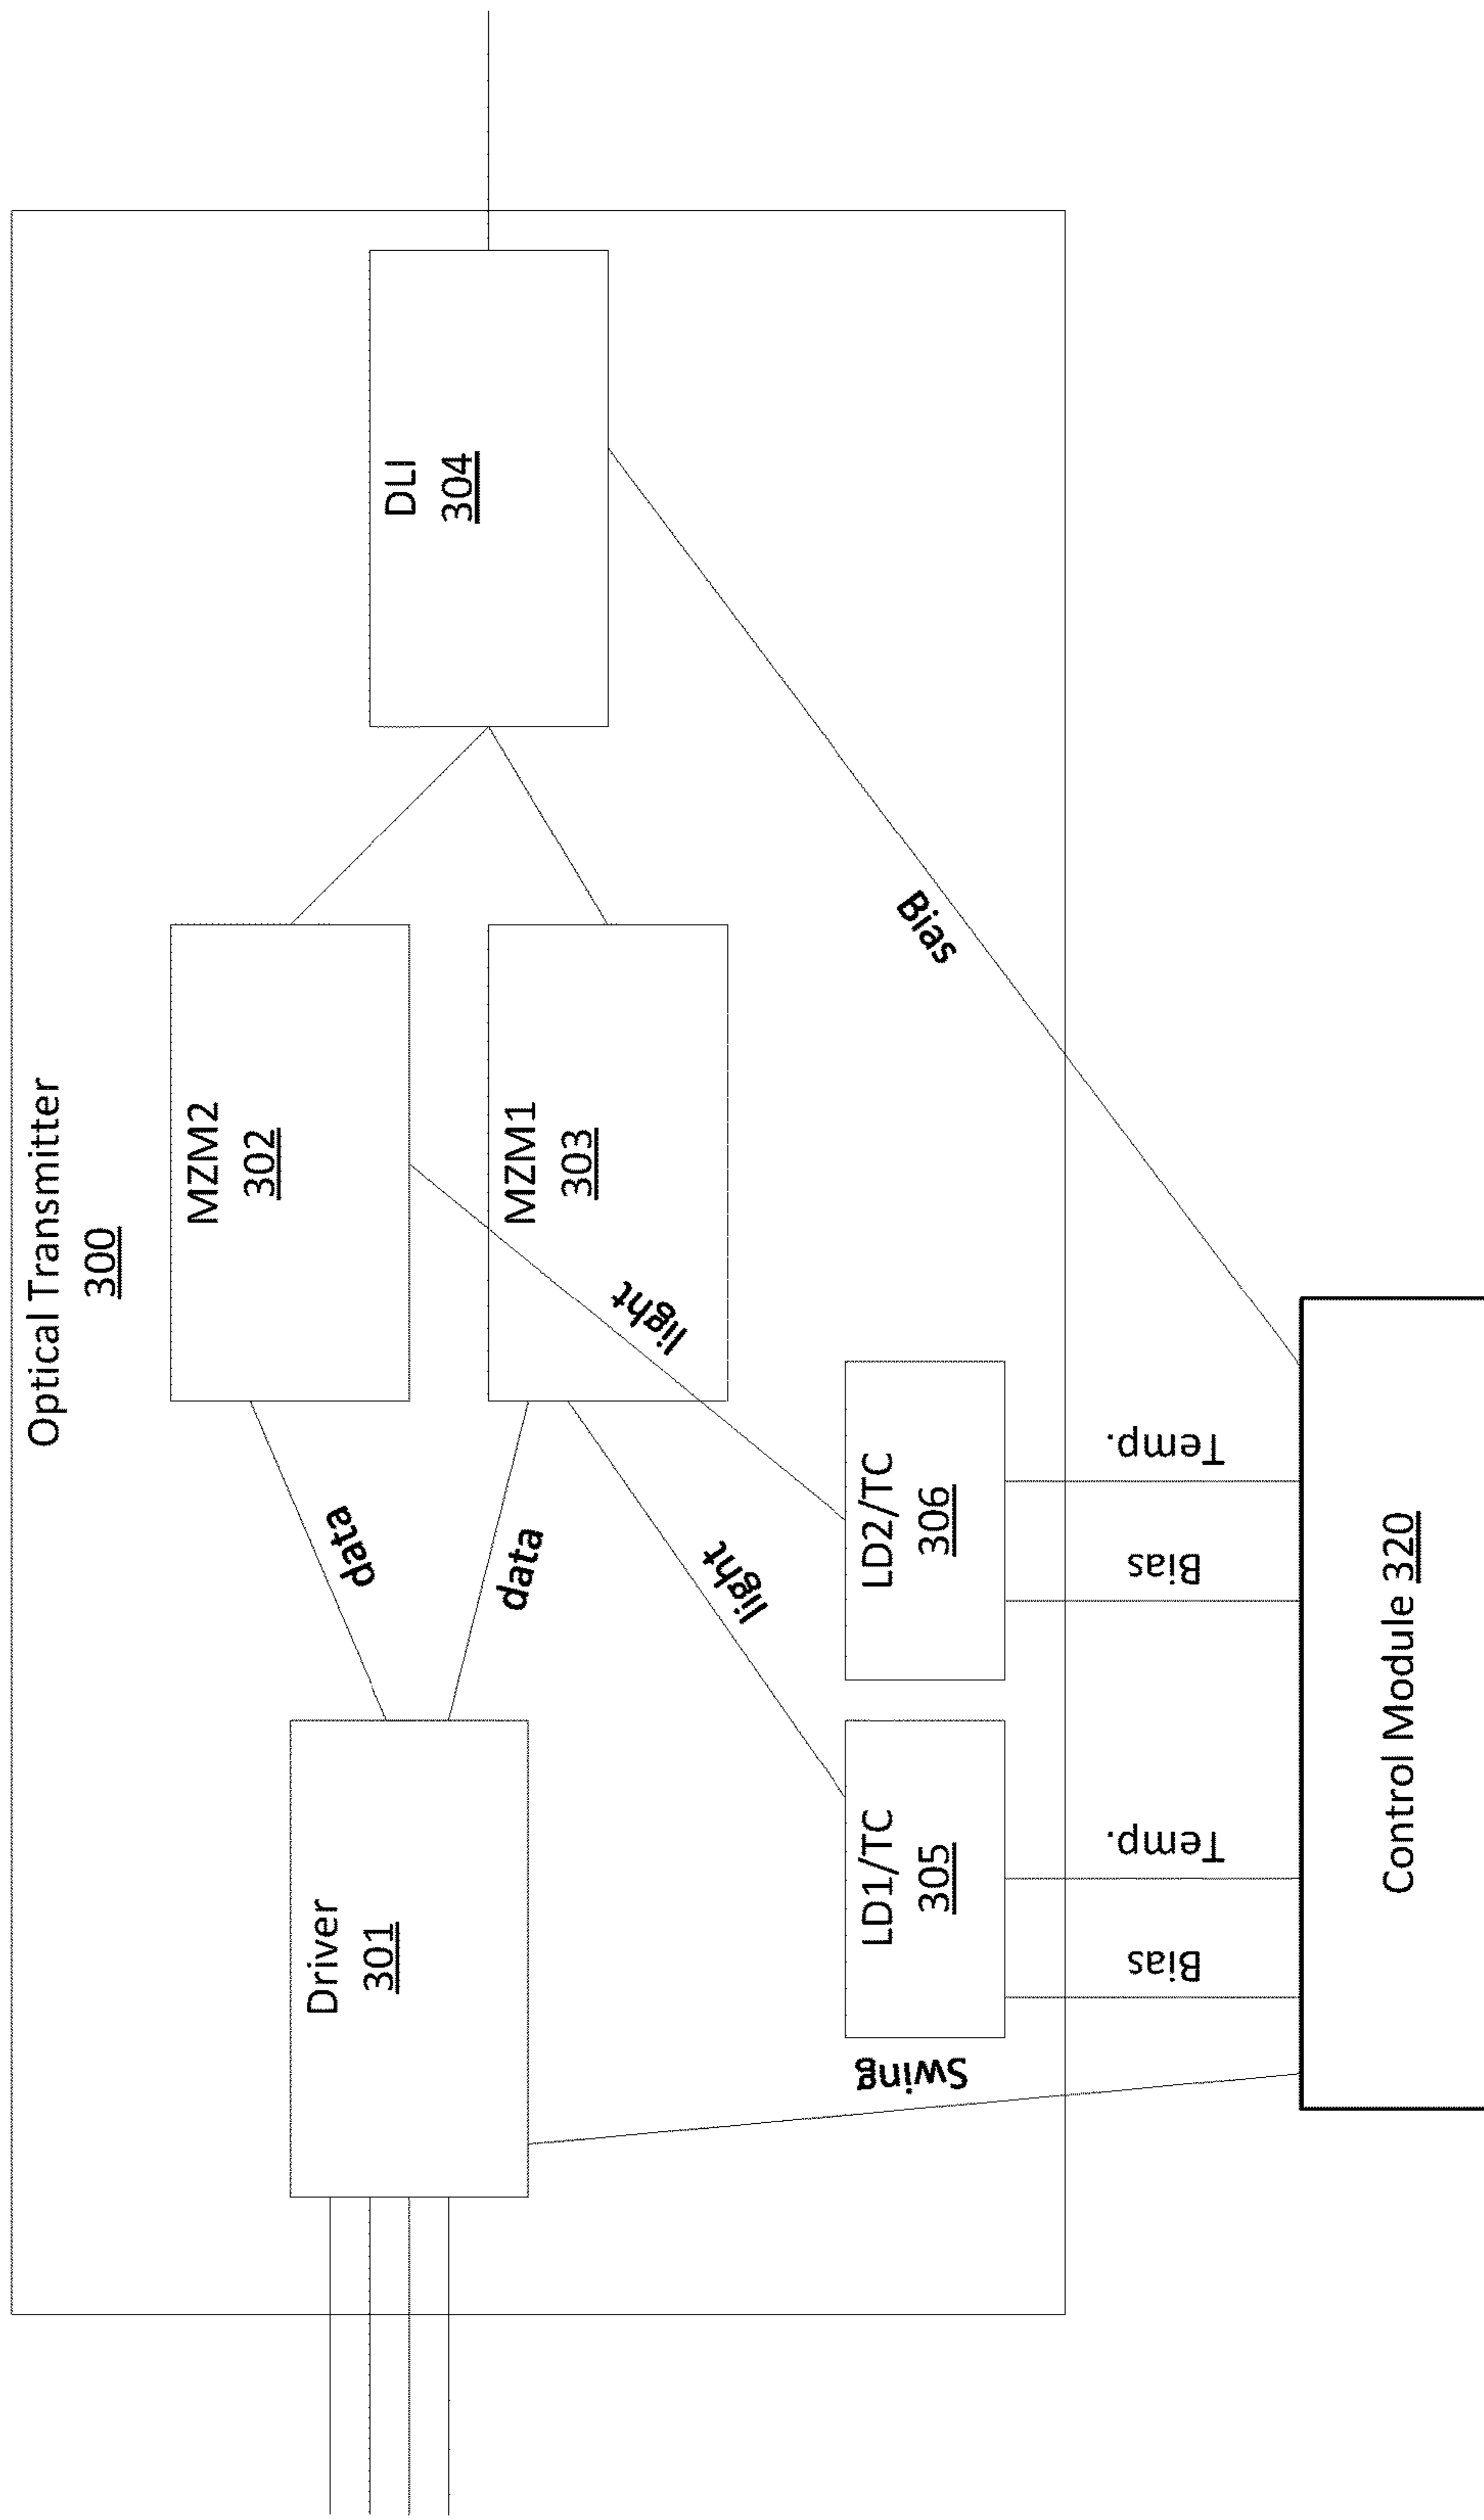 Optical Transmitter
300
Driver
301
data
data
MZM2
302
MZM1
303
DLI
304
light
light
LD1/TC
305
LD2/TC
306
Swing
Bias
Temp.
Bias
Temp.
Bias
Control Module 320